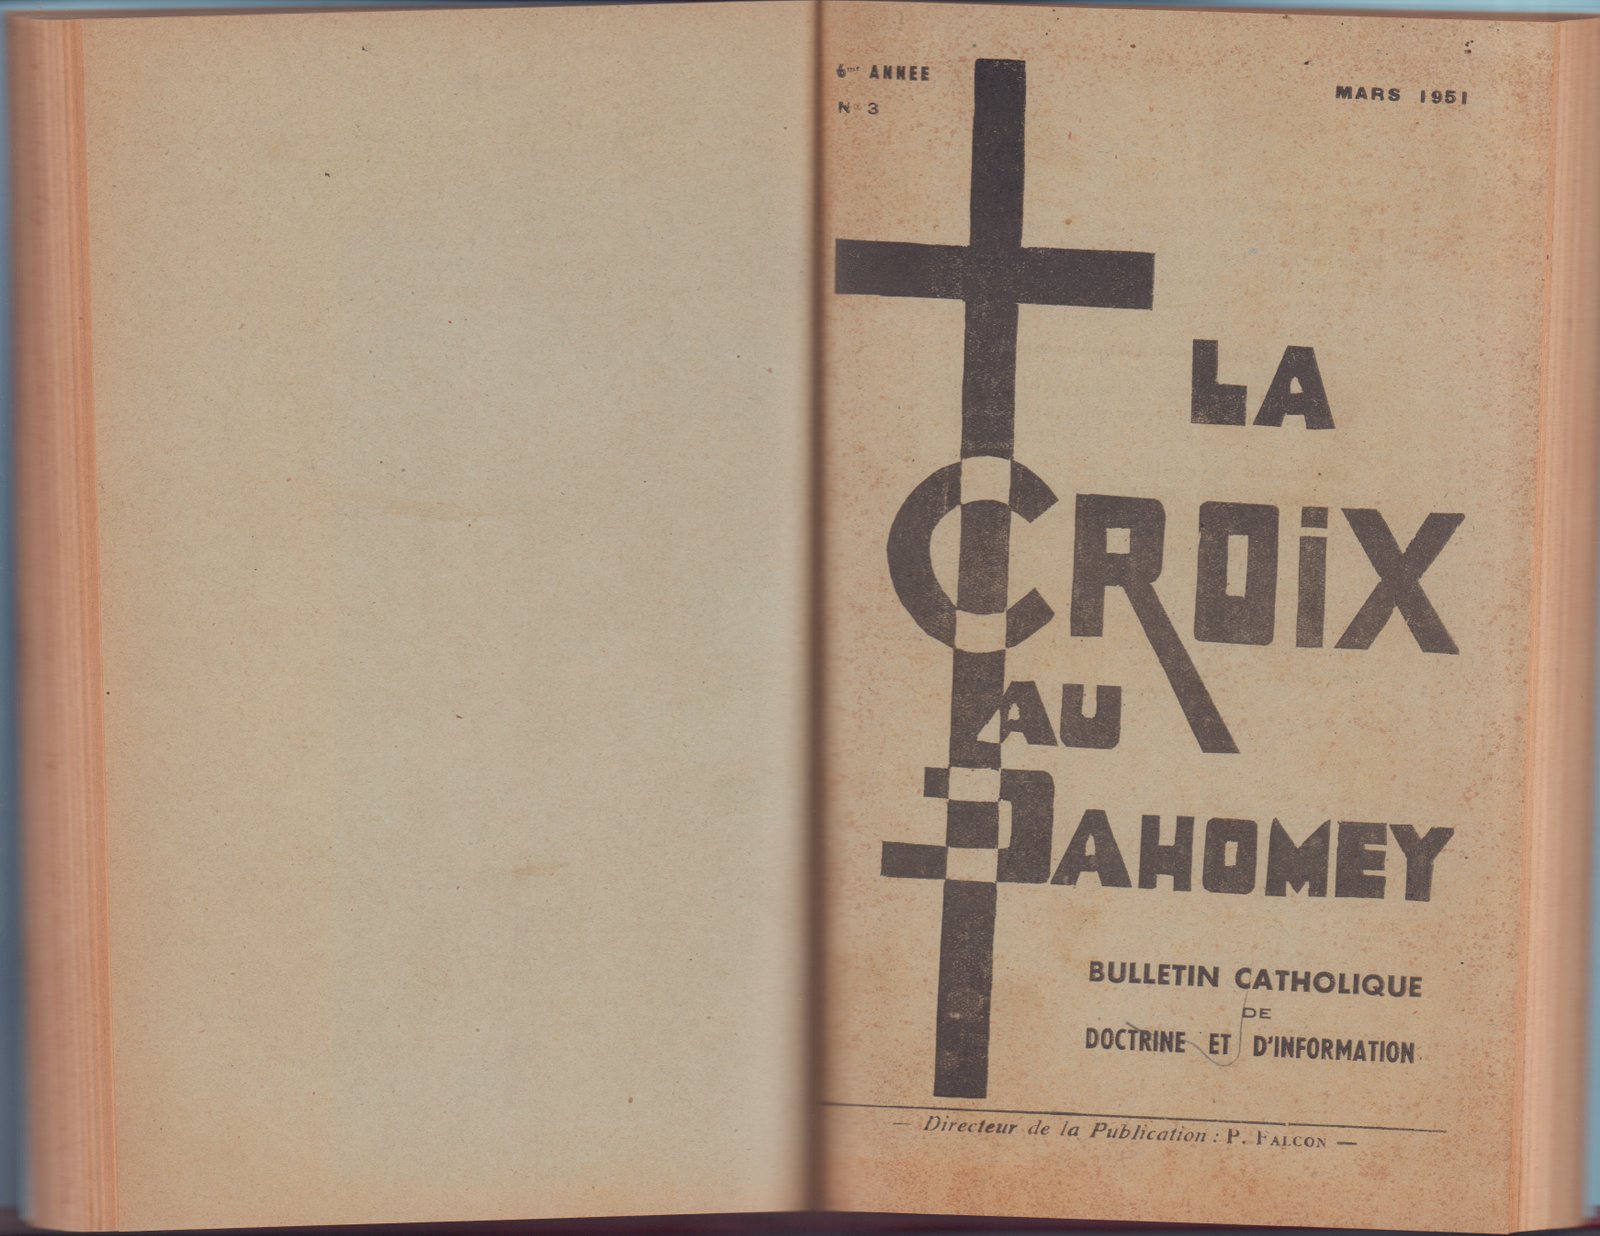 6me ANNEE
N° 3
MARS 1951
LA
CROiX
AU
DAHOMEY
BULLETIN CATHOLIQUE
DE
DOCTRINE ET D'INFORMATION
— Directeur de la Publication : P. FALCON —